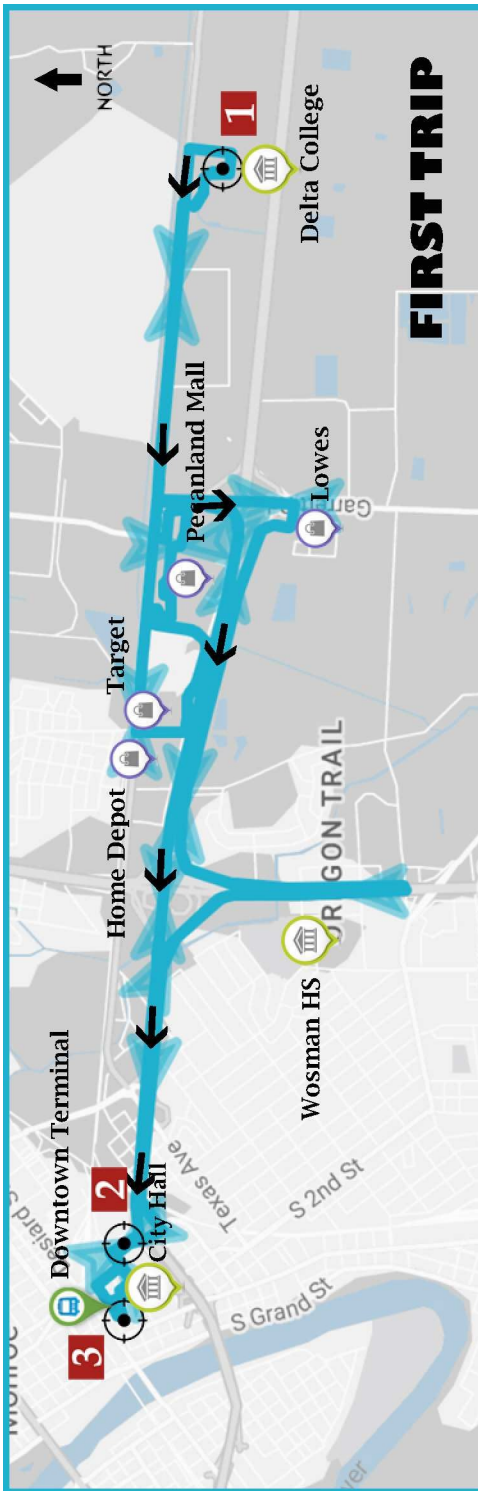 NORTH
Monroe
3
Downtown Terminal
2
City Hall
Texas Ave
S 2nd St
S Grand St
Home Depot
Target
Pecanland Mall
1
Delta College
Wosman HS
TRAIL
Lowes
FIRST TRIP